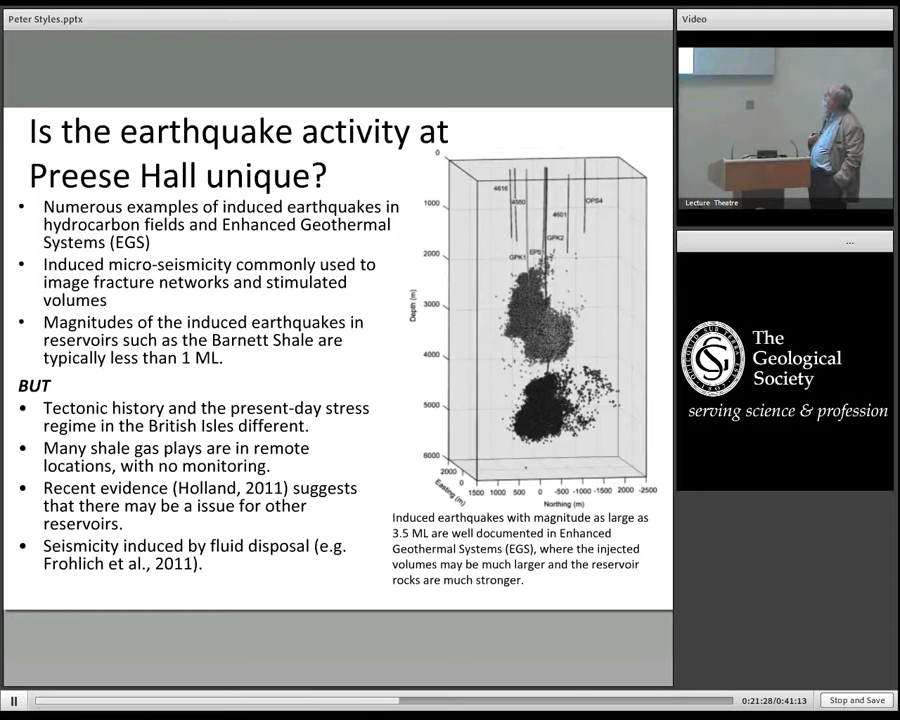 Peter Styles.pptx
Is the earthquake activity at
Preese Hall unique?
• Numerous examples of induced earthquakes in
hydrocarbon fields and Enhanced Geothermal
Systems (EGS)
• Induced micro-seismicity commonly used to
image fracture networks and stimulated
volumes
• Magnitudes of the induced earthquakes in
reservoirs such as the Barnett Shale are
typically less than 1 ML.
BUT
• Tectonic history and the present-day stress
regime in the British Isles different.
• Many shale gas plays are in remote
locations, with no monitoring.
• Recent evidence (Holland, 2011) suggests
that there may be a issue for other
reservoirs.
• Seismicity induced by fluid disposal (e.g.
Frohlich et al., 2011).
0
1000
2000
3000
4000
5000
6000
Depth (m)
4616
4550
4601
OPS4
GPK2
EPS
GPK1
2000
0
Easting (m)
1500 1000 500 0 -500 -1000 -1500 -2000 -2500
Northing (m)
Induced earthquakes with magnitude as large as
3.5 ML are well documented in Enhanced
Geothermal Systems (EGS), where the injected
volumes may be much larger and the reservoir
rocks are much stronger.
Video
Lecture Theatre
...
The
Geological
Society
serving science & profession
0:21:28/0:41:13
Stop and Save